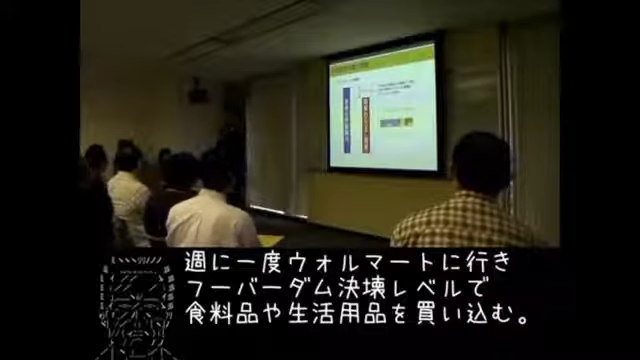 週に一度ウォルマートに行き
フーバーダム決壊レベルで
食料品や生活用品を買い込む。